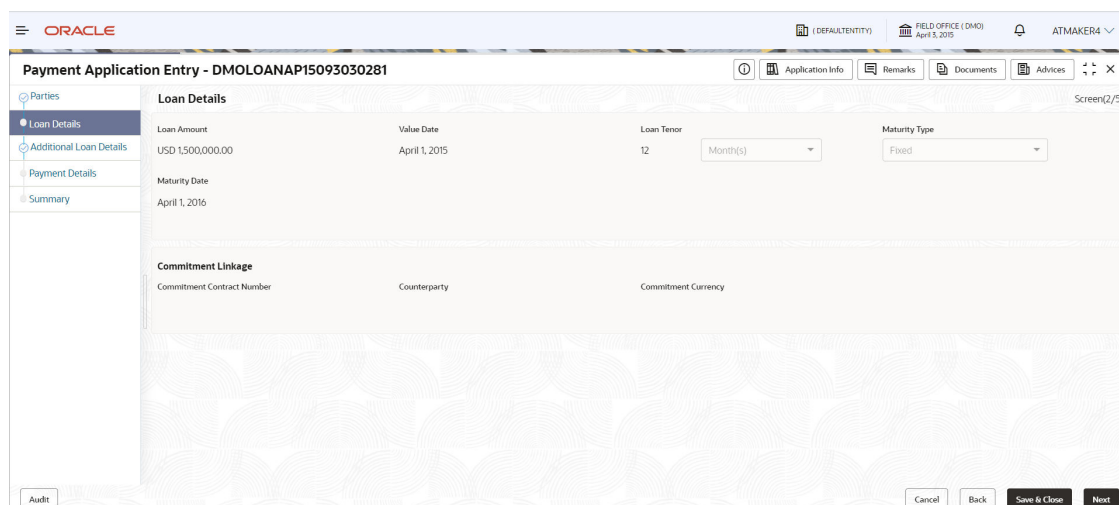 ORACLE
(DEFAULTENTITY)
FIELD OFFICE ( DMO)
April 3, 2015
ATMAKER4
Payment Application Entry - DMOLOANAP15093030281
Application Info
Remarks
Documents
Advices
Parties
Loan Details
Additional Loan Details
Payment Details
Summary
Loan Details
Screen(2/5
Loan Amount Value Date Loan Tenor Maturity Type
USD 1,500,000.00 April 1, 2015 12 Month(s) Fixed
Maturity Date
April 1, 2016
Commitment Linkage
Commitment Contract Number Counterparty Commitment Currency
Audit
Cancel Back Save & Close Next